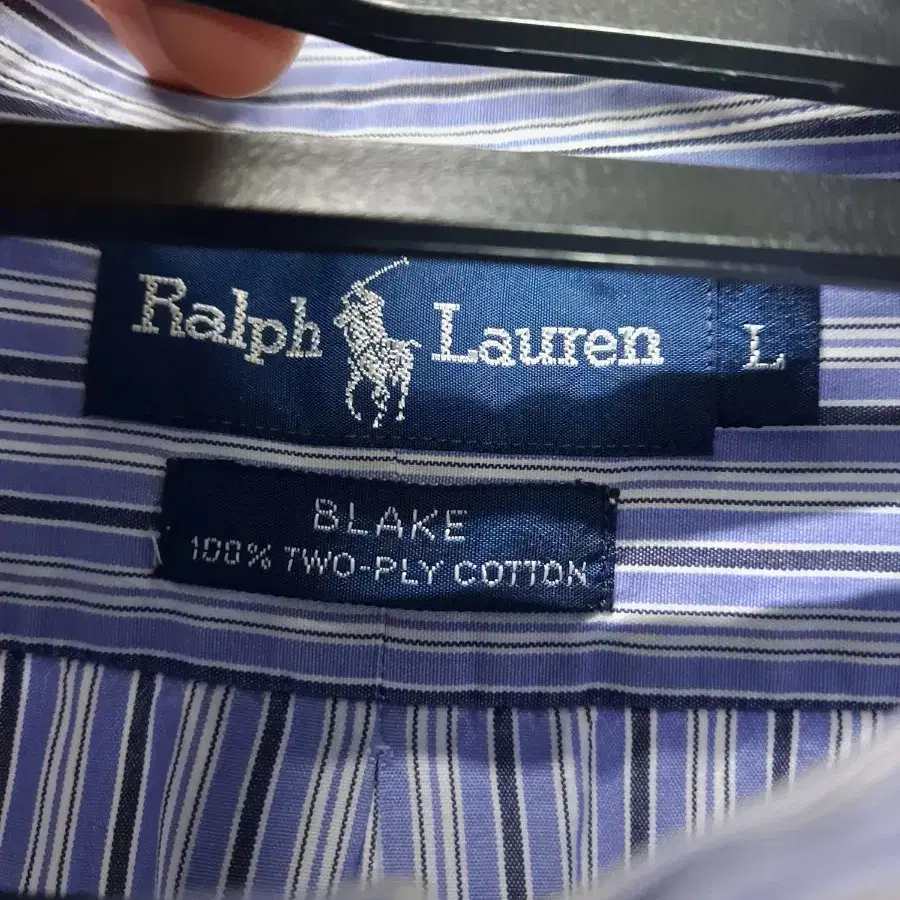 Ralph Lauren L
BLAKE
100% TWO-PLY COTTON